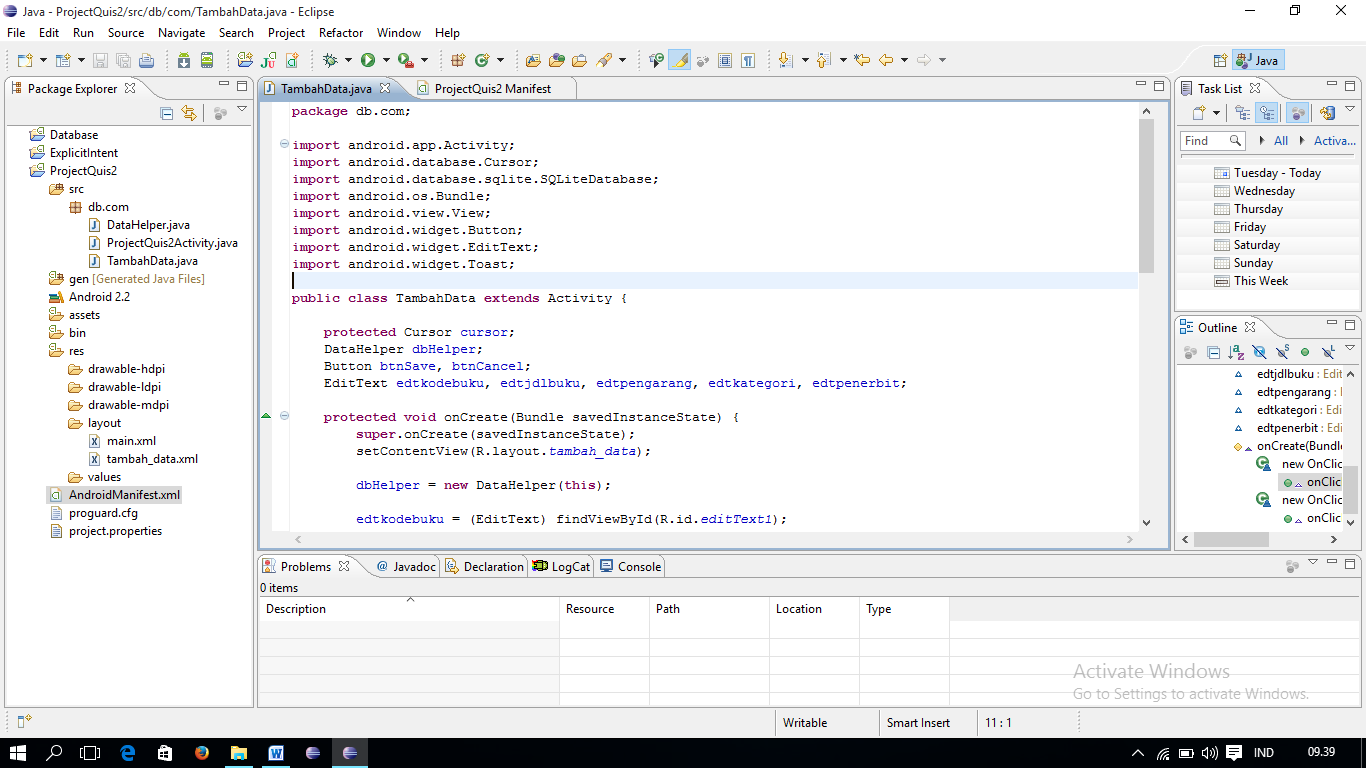 Java - ProjectQuis2/src/db/com/TambahData.java - Eclipse
File Edit Run Source Navigate Search Project Refactor Window Help
Java
Package Explorer
Database
ExplicitIntent
ProjectQuis2
src
db.com
DataHelper.java
ProjectQuis2Activity.java
TambahData.java
gen [Generated Java Files]
Android 2.2
assets
bin
res
drawable-hdpi
drawable-ldpi
drawable-mdpi
layout
main.xml
tambah_data.xml
values
AndroidManifest.xml
proguard.cfg
project.properties
TambahData.java ProjectQuis2 Manifest
package db.com;
import android.app.Activity;
import android.database.Cursor;
import android.database.sqlite.SQLiteDatabase;
import android.os.Bundle;
import android.view.View;
import android.widget.Button;
import android.widget.EditText;
import android.widget.Toast;
public class TambahData extends Activity {
protected Cursor cursor;
DataHelper dbHelper;
Button btnSave, btnCancel;
EditText edtkodebuku, edtjdlbuku, edtpengarang, edtkategori, edtpenerbit;
protected void onCreate(Bundle savedInstanceState) {
super.onCreate(savedInstanceState);
setContentView(R.layout.tambah_data);
dbHelper = new DataHelper(this);
edtkodebuku = (EditText) findViewById(R.id.editText1);
Task List
Find All Activa...
Tuesday - Today
Wednesday
Thursday
Friday
Saturday
Sunday
This Week
Outline
edtjdlbuku : Edit
edtpengarang : 
edtkategori : Edi
edtpenerbit : Edi
onCreate(Bundle
new OnClic
onClic
new OnClic
onClic
Problems @ Javadoc Declaration LogCat Console
0 items
Description Resource Path Location Type
Activate Windows
Go to Settings to activate Windows.
Writable Smart Insert 11 : 1
IND 09.39